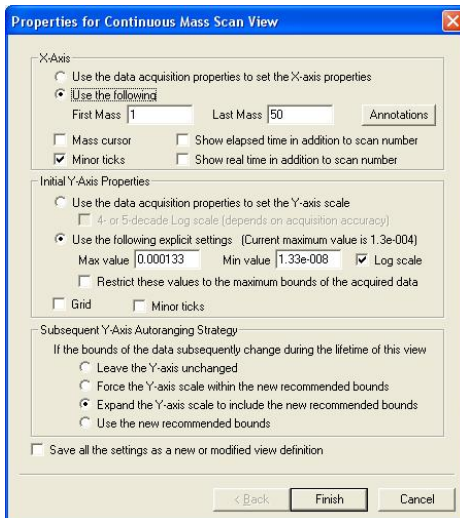 Properties for Continuous Mass Scan View
X-Axis
Use the data acquisition properties to set the X-axis properties
Use the following
First Mass 1 Last Mass 50 Annotations
Mass cursor Show elapsed time in addition to scan number
Minor ticks Show real time in addition to scan number
Initial Y-Axis Properties
Use the data acquisition properties to set the Y-axis scale
4- or 5-decade Log scale (depends on acquisition accuracy)
Use the following explicit settings (Current maximum value is 1.3e-004)
Max value 0.000133 Min value 1.33e-008 Log scale
Restrict these values to the maximum bounds of the acquired data
Grid Minor ticks
Subsequent Y-Axis Autoranging Strategy
If the bounds of the data subsequently change during the lifetime of this view
Leave the Y-axis unchanged
Force the Y-axis scale within the new recommended bounds
Expand the Y-axis scale to include the new recommended bounds
Use the new recommended bounds
Save all the settings as a new or modified view definition
< Back Finish Cancel